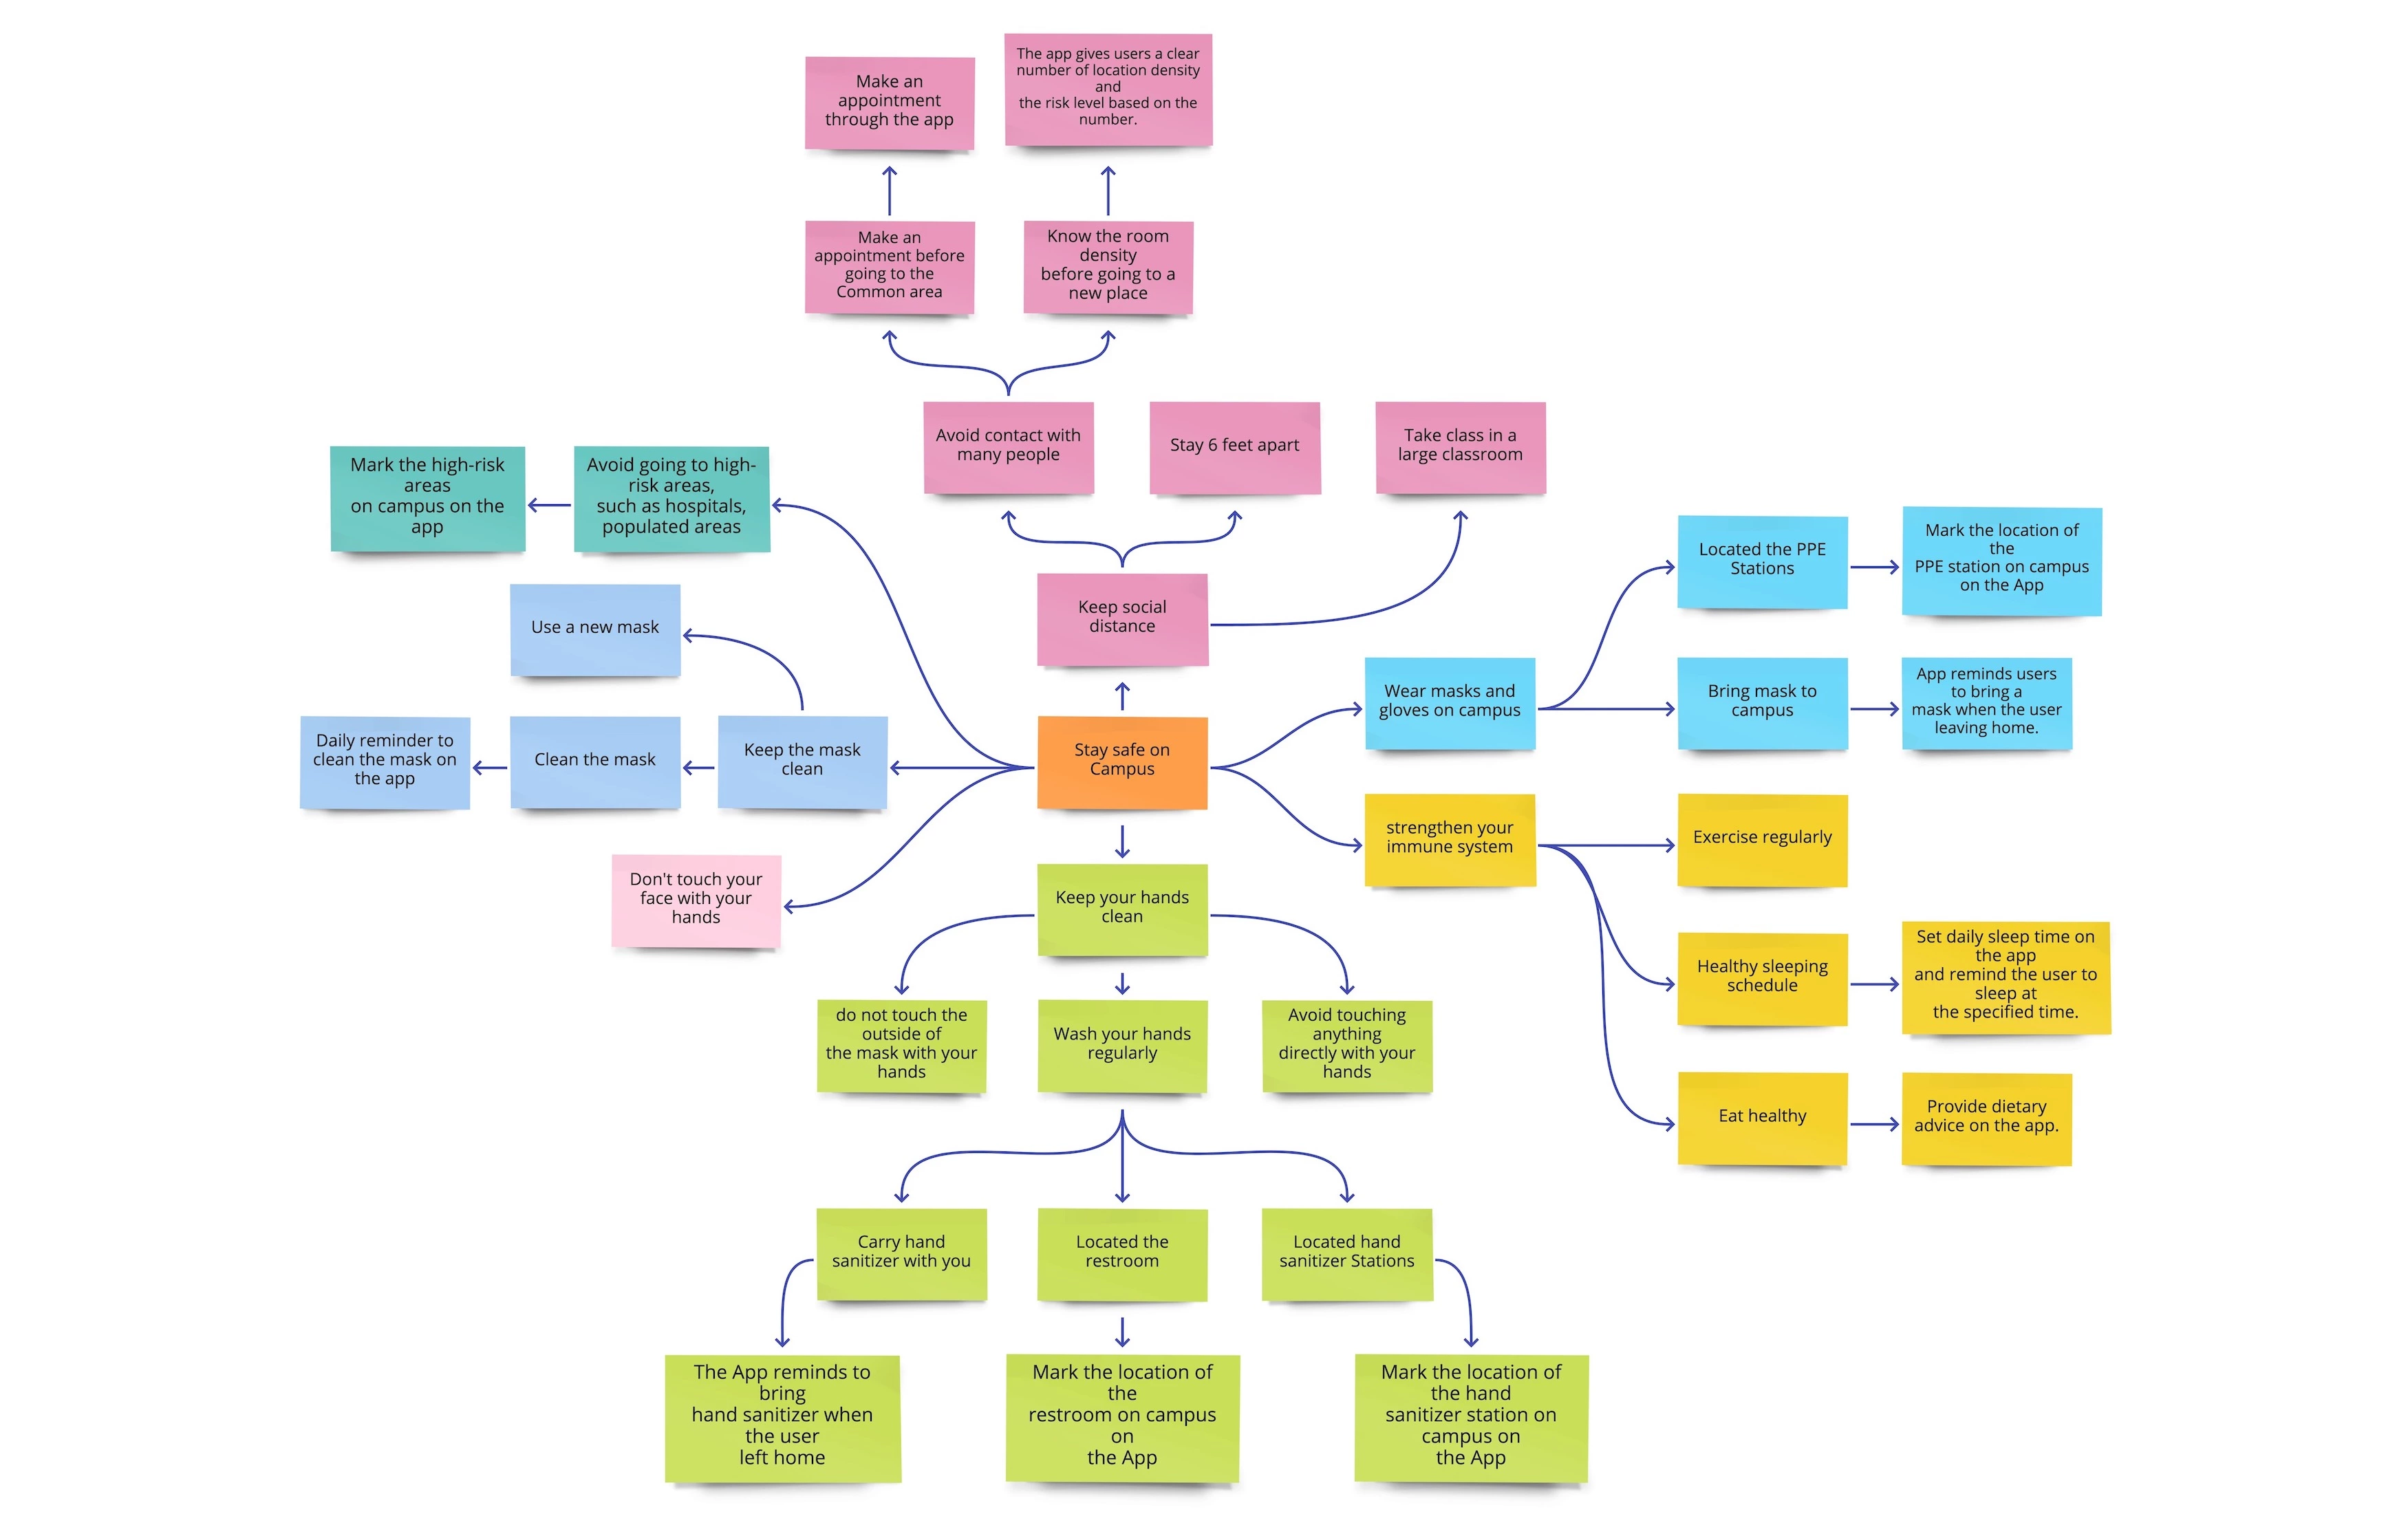 Make an
appointment
through the app
The app gives users a clear
number of location density
and
the risk level based on the
number.
Make an
appointment before
going to the
Common area
Know the room
density
before going to a
new place
Avoid contact with
many people
Stay 6 feet apart
Take class in a
large classroom
Mark the high-risk
areas
on campus on the
app
Avoid going to high-
risk areas,
such as hospitals,
populated areas
Located the PPE
Stations
Mark the location of
the
PPE station on campus
on the App
Use a new mask
Keep social
distance
Wear masks and
gloves on campus
Bring mask to
campus
App reminds users
to bring a
mask when the user
leaving home.
Daily reminder to
clean the mask on
the app
Clean the mask
Keep the mask
clean
Stay safe on
Campus
strengthen your
immune system
Exercise regularly
Don't touch your
face with your
hands
Keep your hands
clean
Healthy sleeping
schedule
Set daily sleep time on
the app
and remind the user to
sleep at
the specified time.
do not touch the
outside of
the mask with your
hands
Wash your hands
regularly
Avoid touching
anything
directly with your
hands
Eat healthy
Provide dietary
advice on the app.
Carry hand
sanitizer with you
Located the
restroom
Located hand
sanitizer Stations
The App reminds to
bring
hand sanitizer when
the user
left home
Mark the location of
the
restroom on campus
on
the App
Mark the location of
the hand
sanitizer station on
campus on
the App